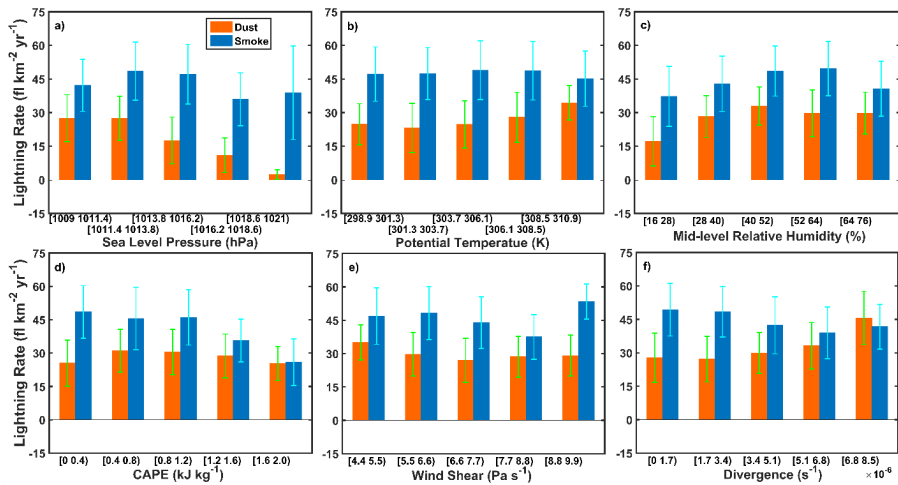 a)
Dust
Smoke
b)
c)
75
60
45
30
15
0
-15
75
60
45
30
15
0
-15
75
60
45
30
15
0
-15
Lightning Rate (fl km-2 yr-1)
[1009 1011.4) [1013.8 1016.2) [1018.6 1021)
[1011.4 1013.8) [1016.2 1018.6)
Sea Level Pressure (hPa)
[298.9 301.3) [303.7 306.1) [308.5 310.9)
[301.3 303.7) [306.1 308.5)
Potential Temperatue (K)
[16 28) [28 40) [40 52) [52 64) [64 76)
Mid-level Relative Humidity (%)
d)
e)
f)
75
60
45
30
15
0
-15
75
60
45
30
15
0
-15
75
60
45
30
15
0
-15
Lightning Rate (fl km-2 yr-1)
[0 0.4) [0.4 0.8) [0.8 1.2) [1.2 1.6) [1.6 2.0)
CAPE (kJ kg-1)
[4.4 5.5) [5.5 6.6) [6.6 7.7) [7.7 8.8) [8.8 9.9)
Wind Shear (Pa s-1)
[0 1.7) [1.7 3.4) [3.4 5.1) [5.1 6.8) [6.8 8.5)
Divergence (s-1)
×10-6